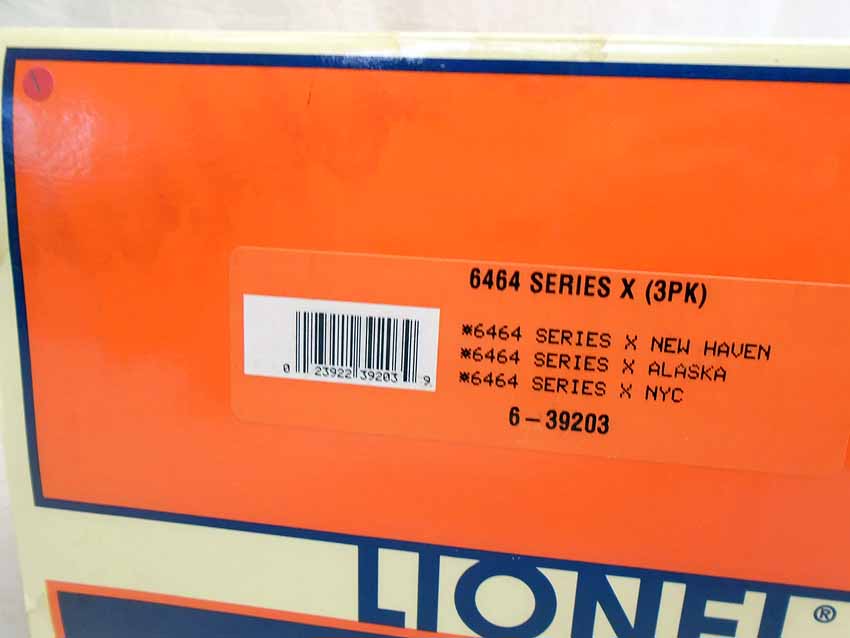 6464 SERIES X (3PK)
*6464 SERIES X NEW HAVEN
*6464 SERIES X ALASKA
*6464 SERIES X NYC
6-39203
0 23922 39203 9
LIONEL®